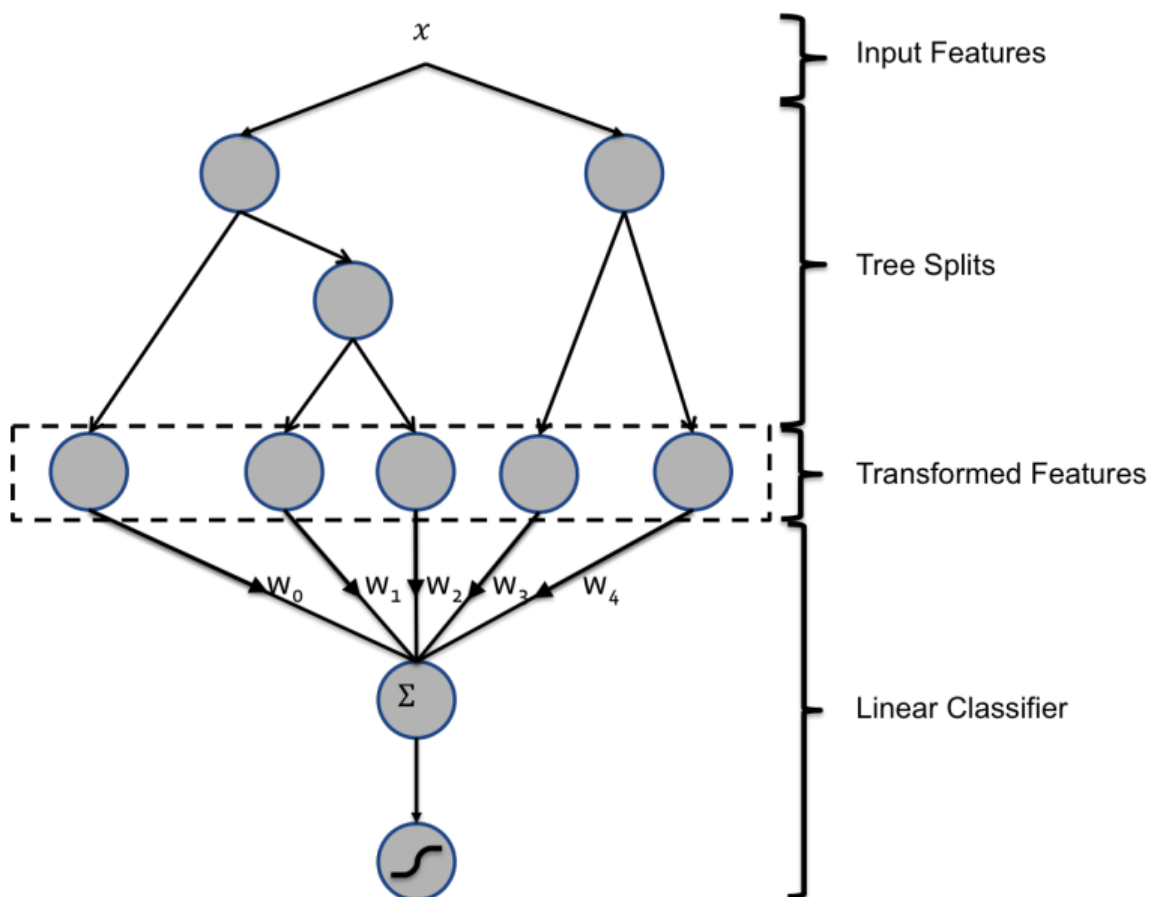 x
Input Features
Tree Splits
Transformed Features
W₀ W₁ W₂ W₃ W₄
Σ
Linear Classifier